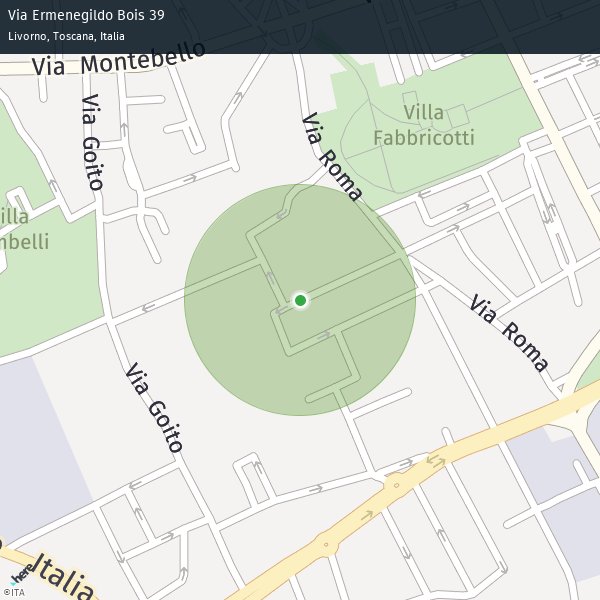 Via Ermenegildo Bois 39
Livorno, Toscana, Italia
Via Montebello
Via Goito
Via Roma
Villa
Fabbricotti
illa
nbelli
Via Roma
Via Goito
Italia
here
©ITA